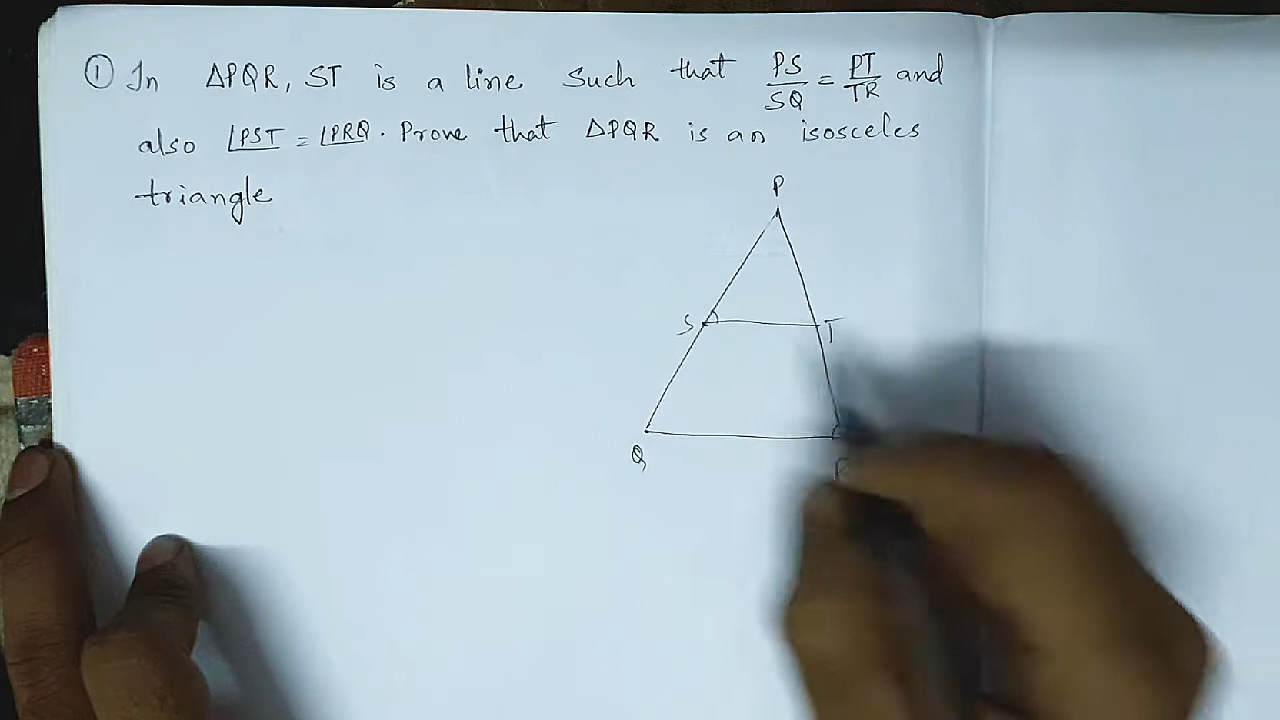 ① In ΔPQR, ST is a line such that PS/SQ = PT/TR and
also ∠PST = ∠PRQ. Prove that ΔPQR is an isosceles
triangle
P
S
T
Q